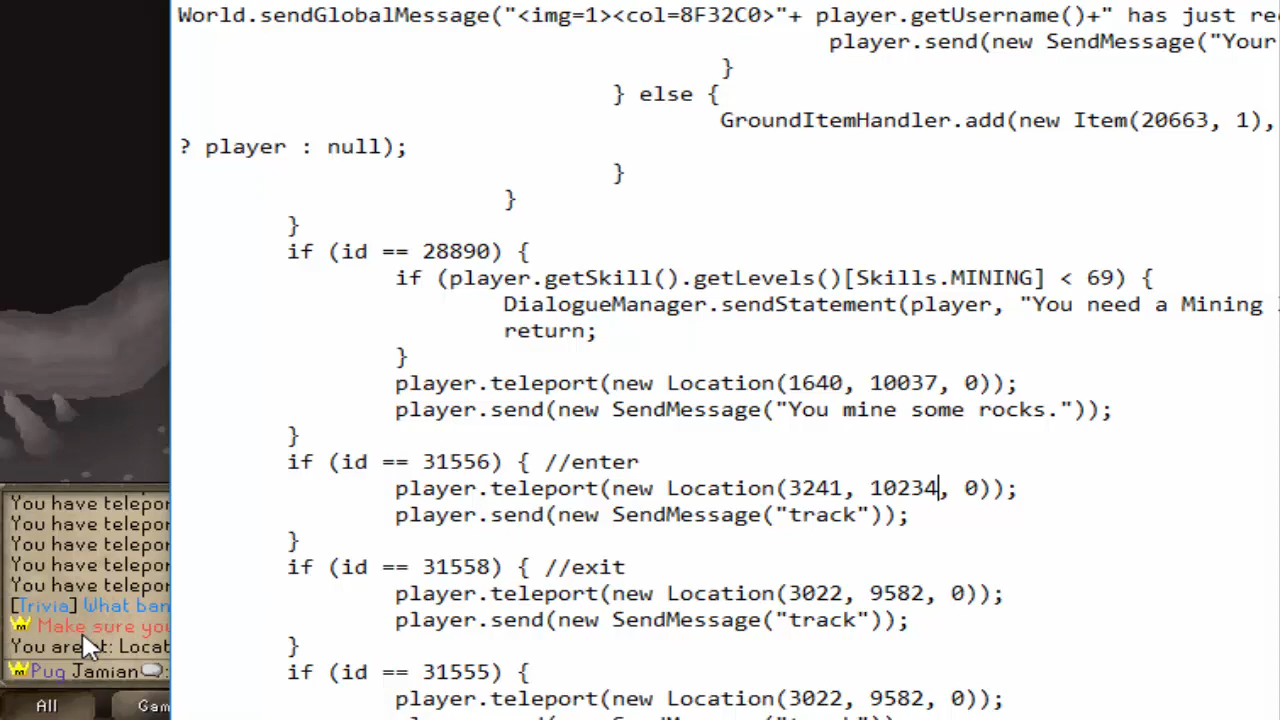 World.sendGlobalMessage("<img=1><col=8F32C0>"+ player.getUsername()+" has just re
player.send(new SendMessage("Your
}
} else {
GroundItemHandler.add(new Item(20663, 1),
? player : null);
}
}
}
if (id == 28890) {
if (player.getSkill().getLevels()[Skills.MINING] < 69) {
DialogueManager.sendStatement(player, "You need a Mining
return;
}
player.teleport(new Location(1640, 10037, 0));
player.send(new SendMessage("You mine some rocks."));
}
if (id == 31556) { //enter
player.teleport(new Location(3241, 10234, 0));
player.send(new SendMessage("track"));
}
if (id == 31558) { //exit
player.teleport(new Location(3022, 9582, 0));
player.send(new SendMessage("track"));
}
if (id == 31555) {
player.teleport(new Location(3022, 9582, 0));
You have telepor
You have telepor
You have telepor
You have telepor
You have telepor
[Trivia] What ban
Make sure you
You are t: Locat
Pug Jamian :
All Gam